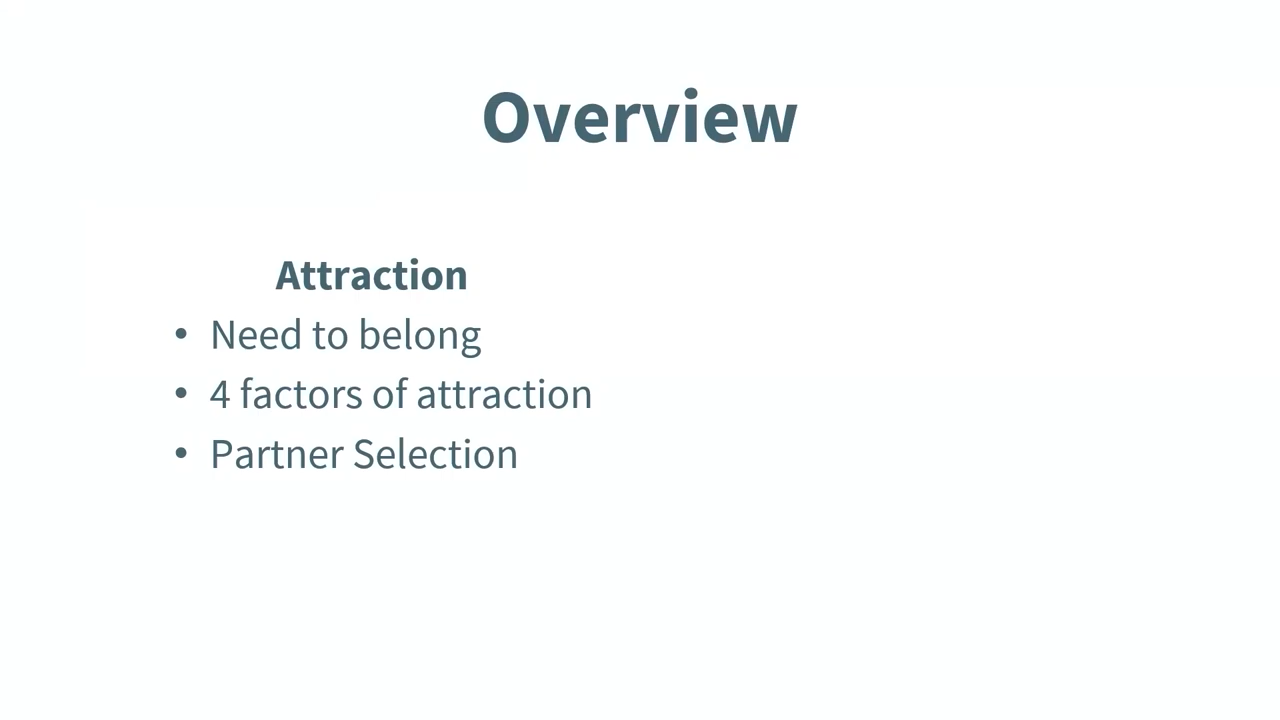 Overview
Attraction
• Need to belong
• 4 factors of attraction
• Partner Selection